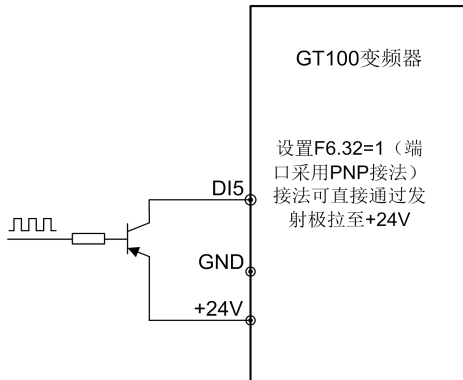 GT100变频器
设置F6.32=1（端
口采用PNP接法）
接法可直接通过发
射极拉至+24V
DI5
GND
+24V